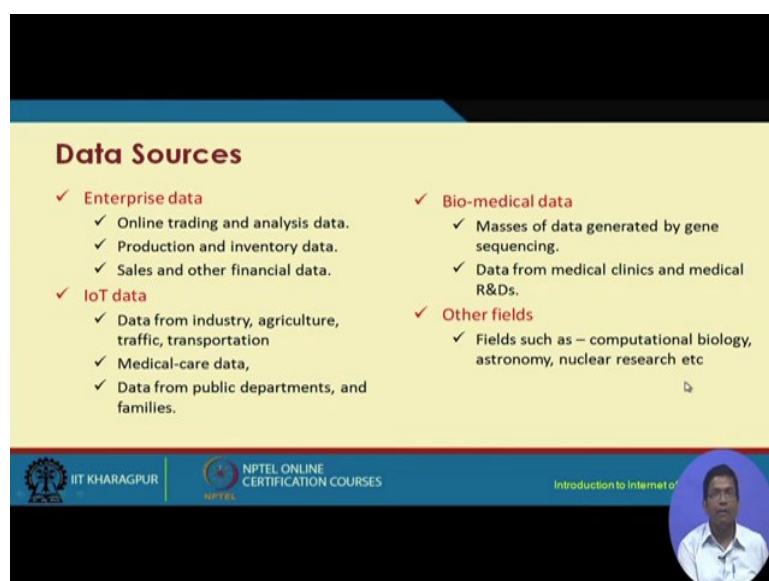 Data Sources
✓ Enterprise data
✓ Online trading and analysis data.
✓ Production and inventory data.
✓ Sales and other financial data.
✓ IoT data
✓ Data from industry, agriculture,
traffic, transportation
✓ Medical-care data,
✓ Data from public departments, and
families.
✓ Bio-medical data
✓ Masses of data generated by gene
sequencing.
✓ Data from medical clinics and medical
R&Ds.
✓ Other fields
✓ Fields such as – computational biology,
astronomy, nuclear research etc
IIT KHARAGPUR
NPTEL
NPTEL ONLINE
CERTIFICATION COURSES
Introduction to Internet of